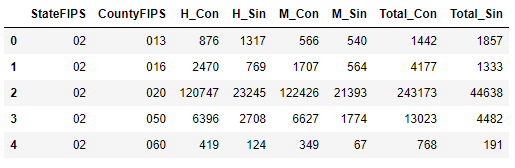 StateFIPS CountyFIPS H_Con H_Sin M_Con M_Sin Total_Con Total_Sin
0 02 013 876 1317 566 540 1442 1857
1 02 016 2470 769 1707 564 4177 1333
2 02 020 120747 23245 122426 21393 243173 44638
3 02 050 6396 2708 6627 1774 13023 4482
4 02 060 419 124 349 67 768 191